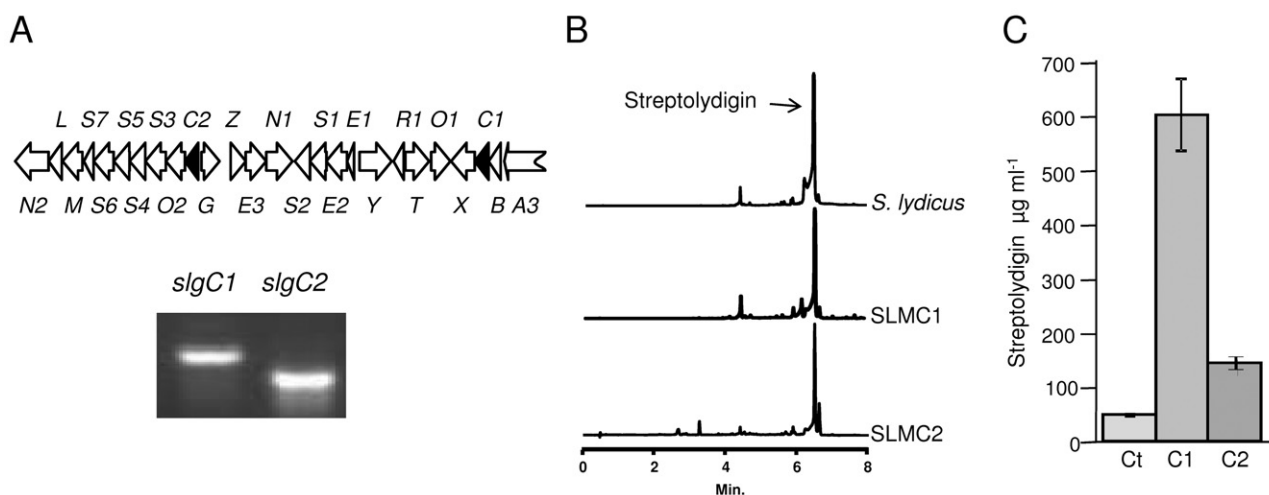 A
L S7 S5 S3 C2 Z N1 S1 E1 R1 O1 C1
N2 M S6 S4 O2 G E3 S2 E2 Y T X B A3
slgC1 slgC2
B
Streptolydigin
S. lydicus
SLMC1
SLMC2
0 2 4 6 8
Min.
C
Streptolydigin µg ml-1
700
600
500
400
300
200
100
0
Ct C1 C2